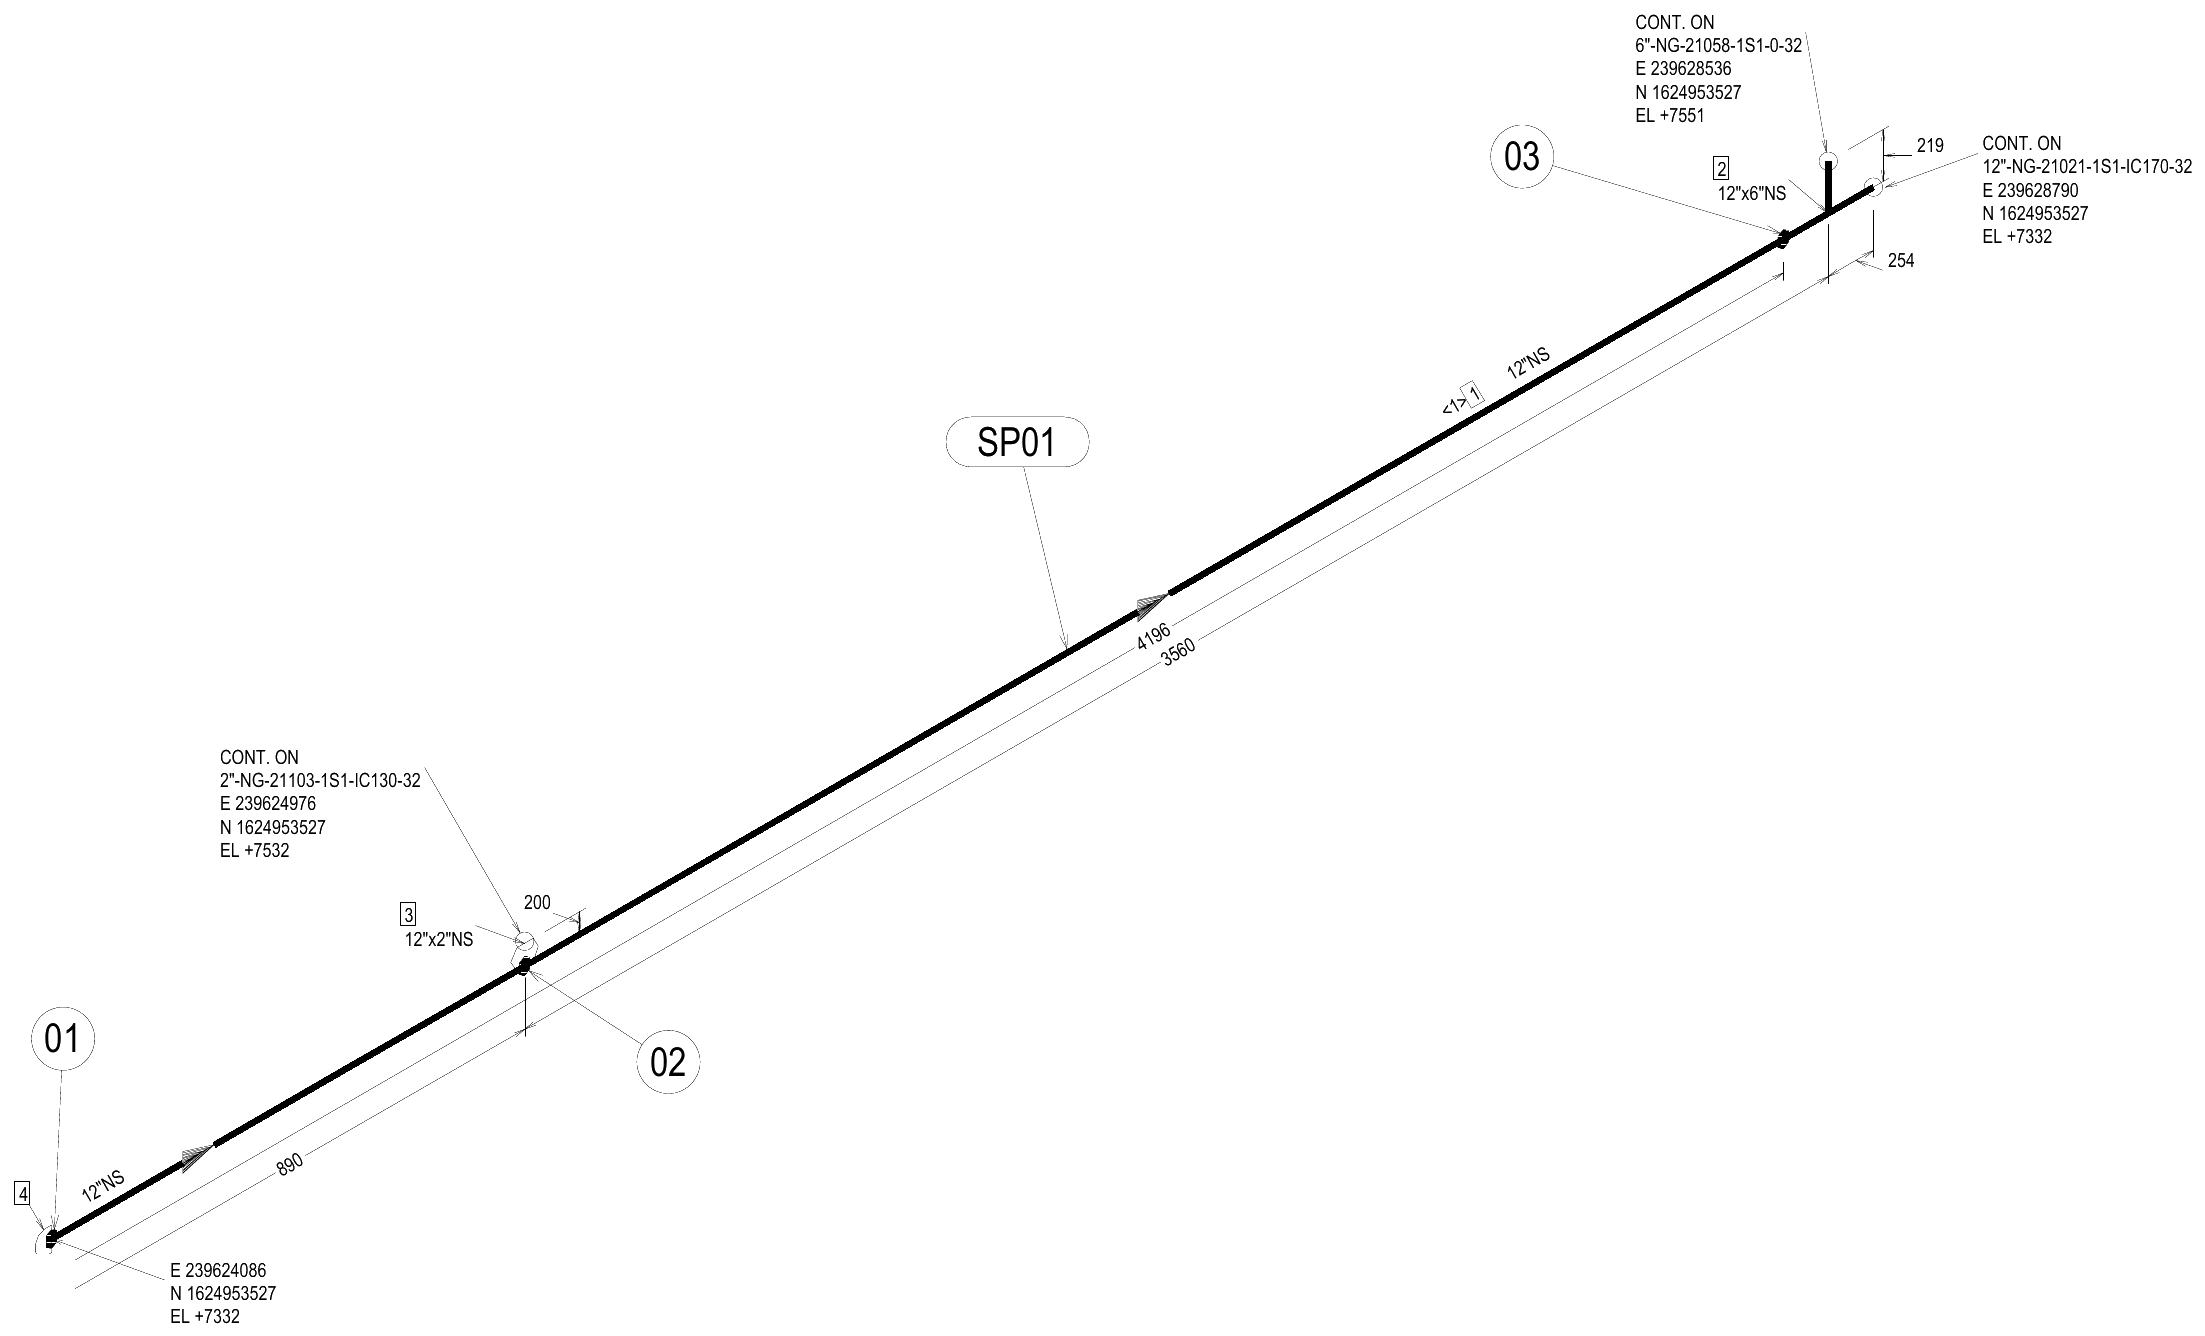 CONT. ON
6"-NG-21058-1S1-0-32
E 239628536
N 1624953527
EL +7551
03
2
12"x6"NS
219
CONT. ON
12"-NG-21021-1S1-IC170-32
E 239628790
N 1624953527
EL +7332
254
12"NS
<1> 1
SP01
4196
3560
CONT. ON
2"-NG-21103-1S1-IC130-32
E 239624976
N 1624953527
EL +7532
200
3
12"x2"NS
01
02
890
12"NS
4
E 239624086
N 1624953527
EL +7332